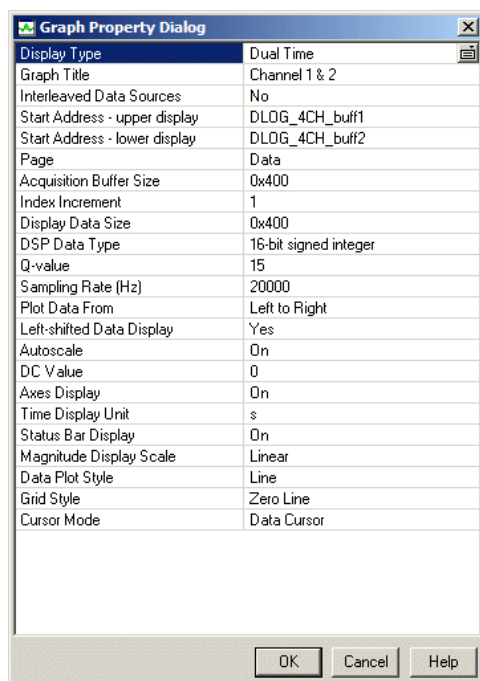 Graph Property Dialog
Display Type Dual Time
Graph Title Channel 1 & 2
Interleaved Data Sources No
Start Address - upper display DLOG_4CH_buff1
Start Address - lower display DLOG_4CH_buff2
Page Data
Acquisition Buffer Size 0x400
Index Increment 1
Display Data Size 0x400
DSP Data Type 16-bit signed integer
Q-value 15
Sampling Rate (Hz) 20000
Plot Data From Left to Right
Left-shifted Data Display Yes
Autoscale On
DC Value 0
Axes Display On
Time Display Unit s
Status Bar Display On
Magnitude Display Scale Linear
Data Plot Style Line
Grid Style Zero Line
Cursor Mode Data Cursor
OK Cancel Help